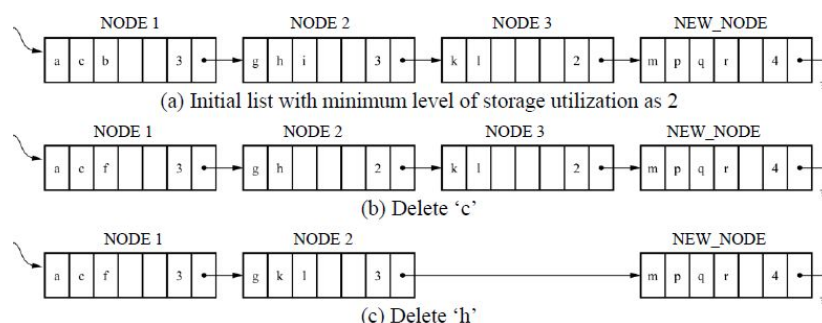 NODE 1 NODE 2 NODE 3 NEW_NODE
a c b 3 g h i 3 k l 2 m p q r 4
(a) Initial list with minimum level of storage utilization as 2
NODE 1 NODE 2 NODE 3 NEW_NODE
a c f 3 g h 2 k l 2 m p q r 4
(b) Delete ‘c’
NODE 1 NODE 2 NEW_NODE
a c f 3 g k l 3 m p q r 4
(c) Delete ‘h’